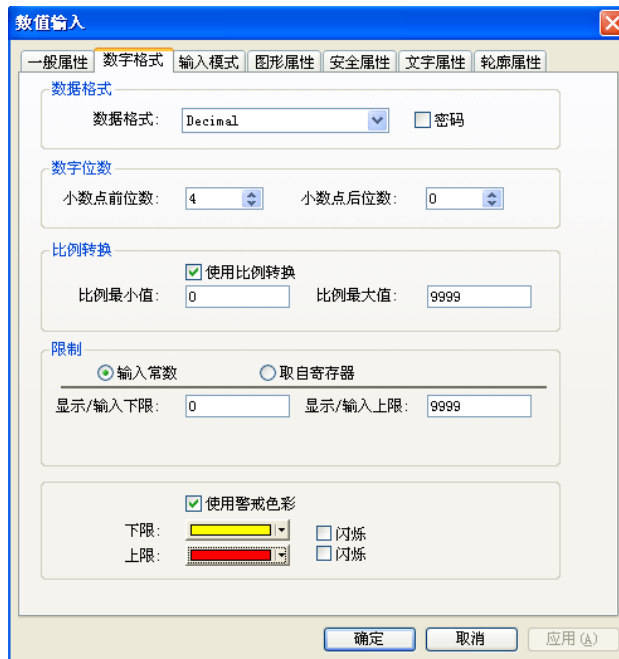 数值输入
一般属性 数字格式 输入模式 图形属性 安全属性 文字属性 轮廓属性
数据格式
数据格式: Decimal 密码
数字位数
小数点前位数: 4 小数点后位数: 0
比例转换
使用比例转换
比例最小值: 0 比例最大值: 9999
限制
输入常数 取自寄存器
显示/输入下限: 0 显示/输入上限: 9999
使用警戒色彩
下限: 闪烁
上限: 闪烁
确定 取消 应用(A)